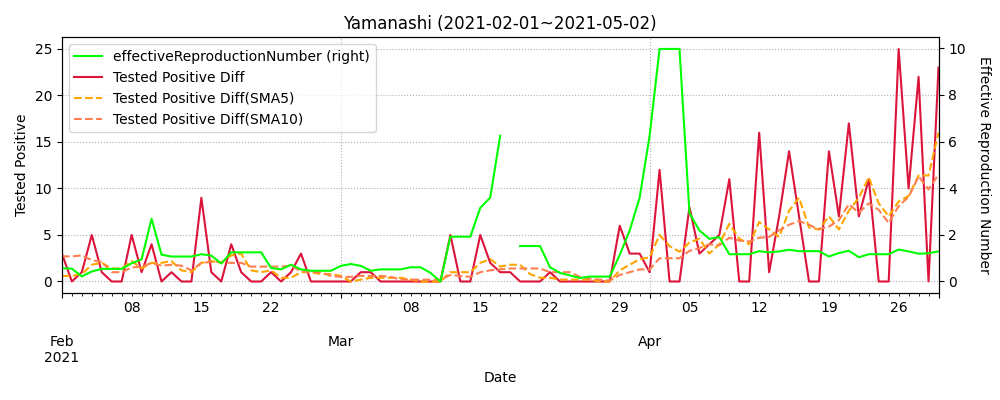 Yamanashi (2021-02-01~2021-05-02)
effectiveReproductionNumber (right)
Tested Positive Diff
Tested Positive Diff(SMA5)
Tested Positive Diff(SMA10)
Tested Positive
25
20
15
10
5
0
10
8
6
4
2
0
Effective Reproduction Number
08 15 22 08 15 22 29 05 12 19 26
Feb Mar Apr
2021
Date